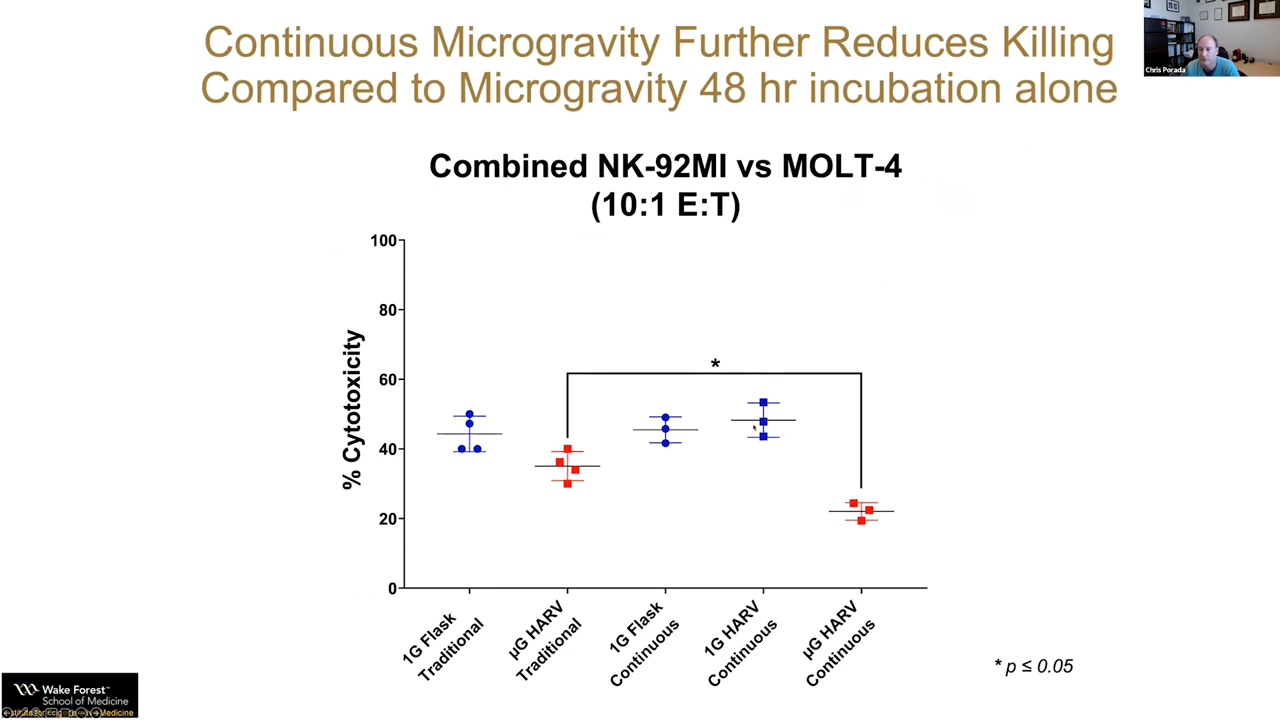 Continuous Microgravity Further Reduces Killing
Compared to Microgravity 48 hr incubation alone
Chris Porada
Combined NK-92MI vs MOLT-4
(10:1 E:T)
% Cytotoxicity
100
80
60
40
20
0
*
1G Flask
Traditional
µG HARV
Traditional
1G Flask
Continuous
1G HARV
Continuous
µG HARV
Continuous
* p ≤ 0.05
Wake Forest™
School of Medicine
Medicine